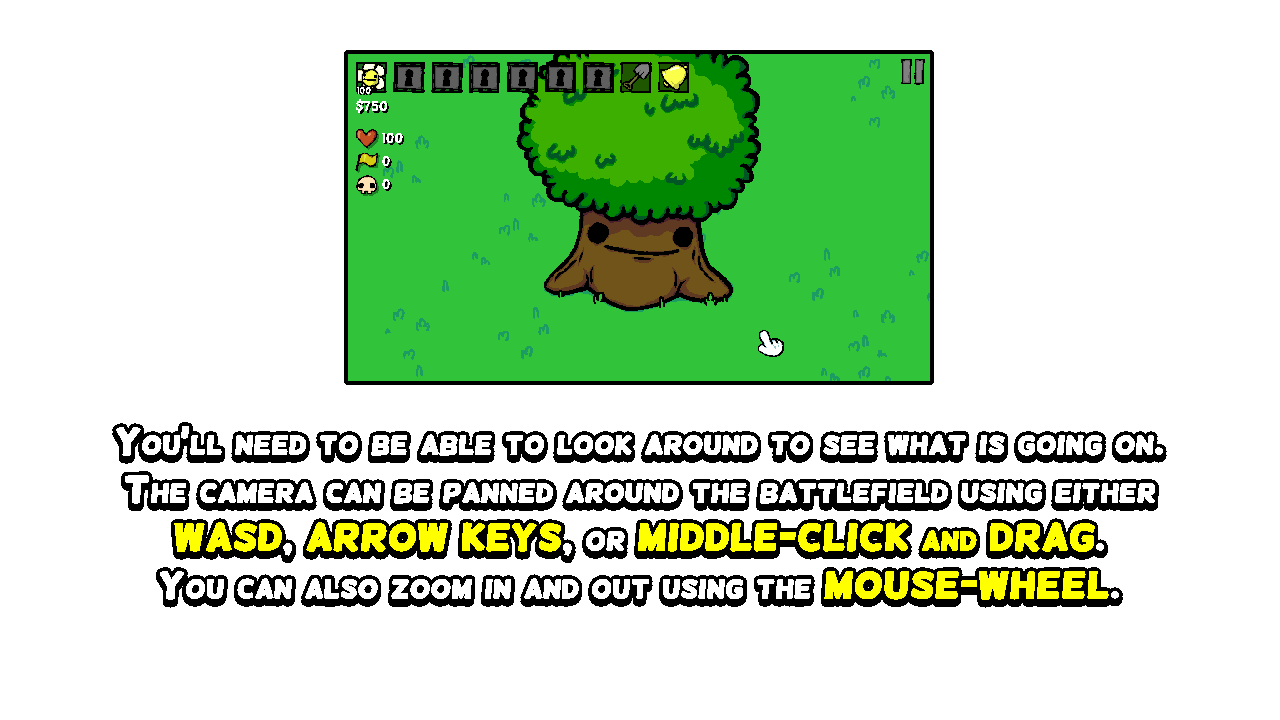 100
$750
100
0
0
You'll need to be able to look around to see what is going on.
The camera can be panned around the battlefield using either
WASD, ARROW KEYS, or MIDDLE-CLICK and DRAG.
You can also zoom in and out using the MOUSE-WHEEL.